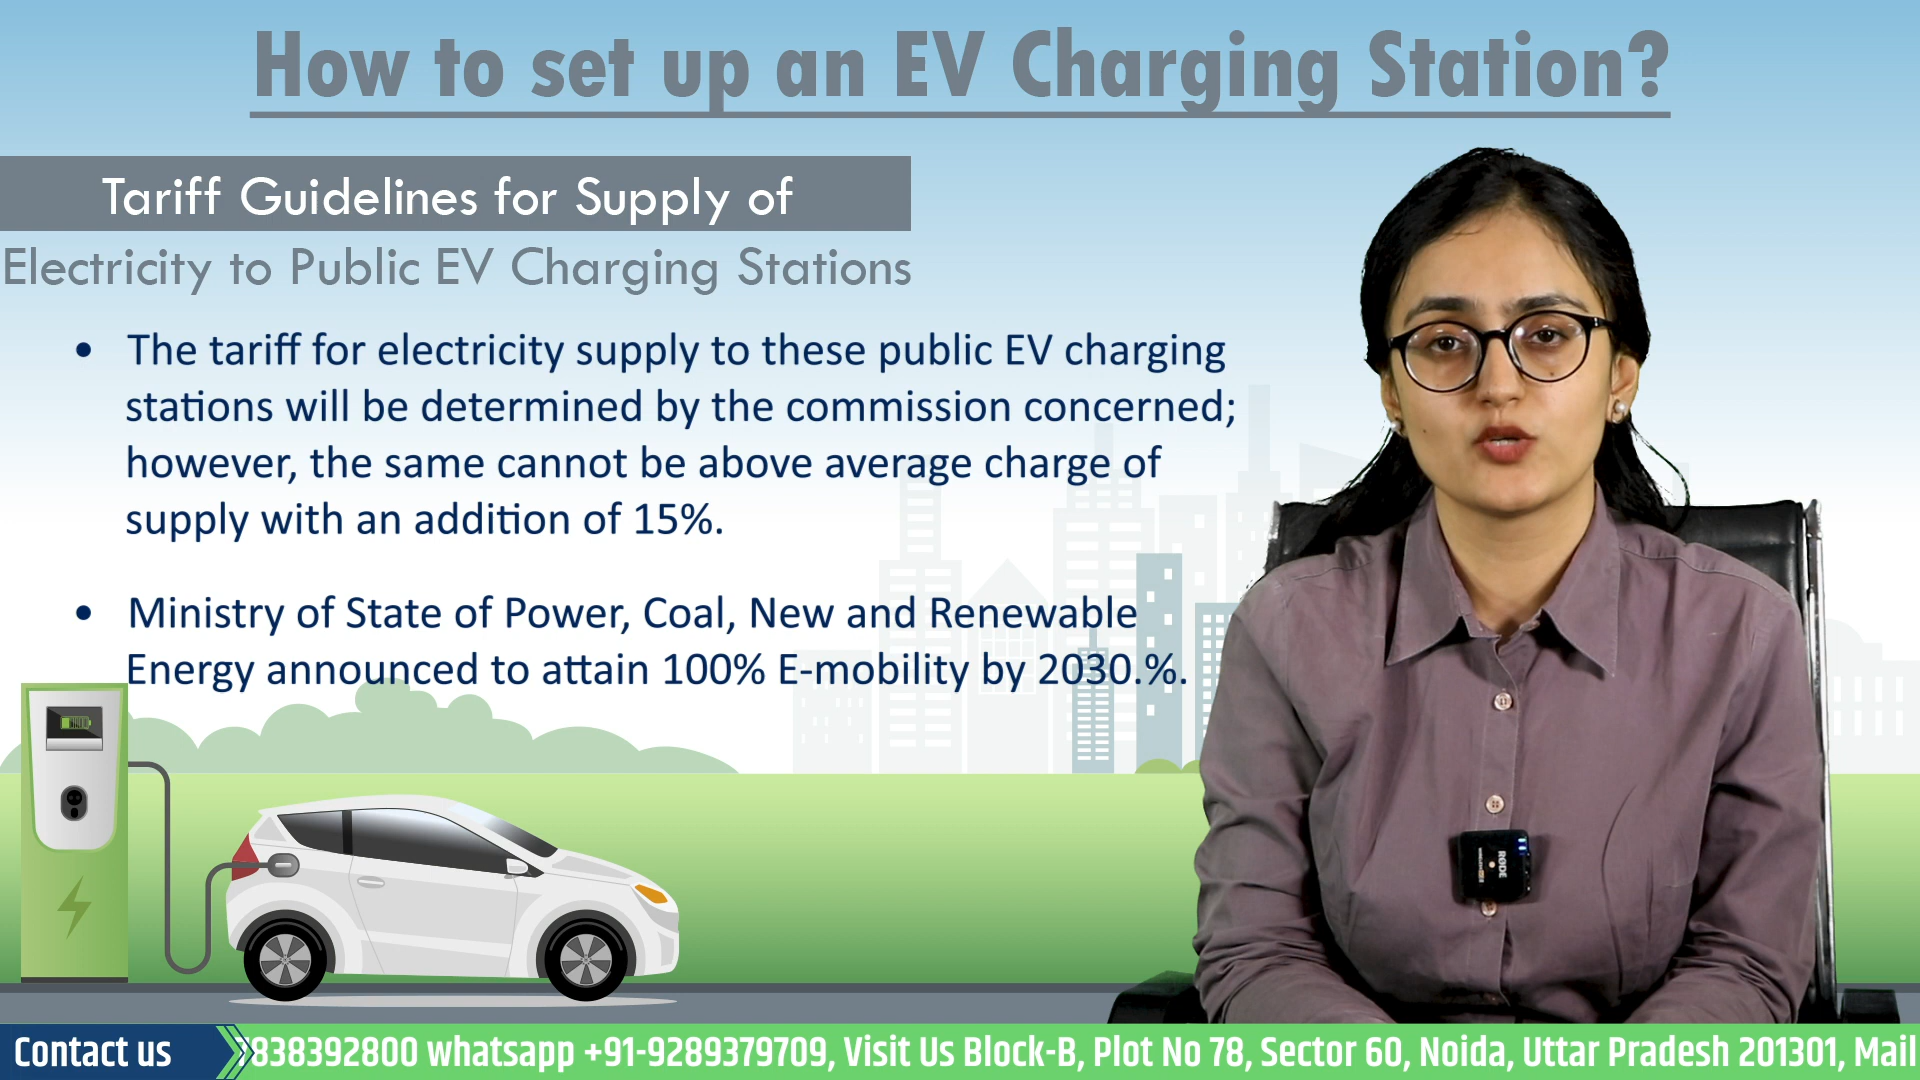 How to set up an EV Charging Station?
Tariff Guidelines for Supply of
Electricity to Public EV Charging Stations
• The tariff for electricity supply to these public EV charging
stations will be determined by the commission concerned;
however, the same cannot be above average charge of
supply with an addition of 15%.
• Ministry of State of Power, Coal, New and Renewable
Energy announced to attain 100% E-mobility by 2030.%.
RODE
Contact us
838392800 whatsapp +91-9289379709, Visit Us Block-B, Plot No 78, Sector 60, Noida, Uttar Pradesh 201301, Mail